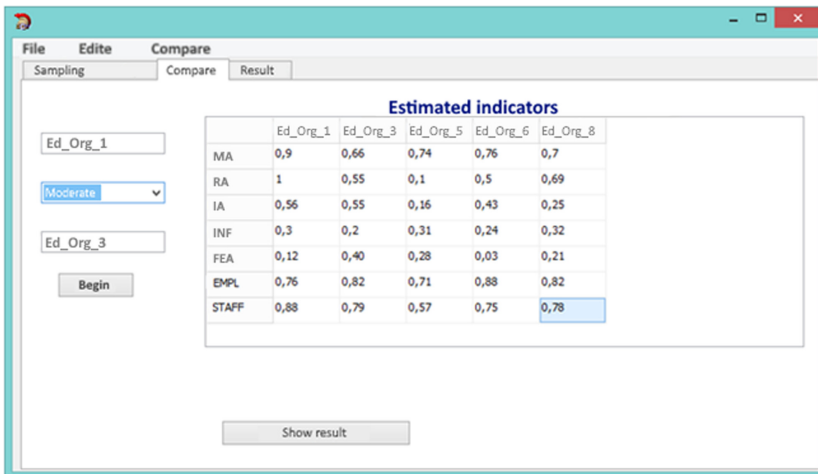 File Edite Compare
Sampling Compare Result
Estimated indicators
Ed_Org_1
Moderate
Ed_Org_3
Begin
Ed_Org_1 Ed_Org_3 Ed_Org_5 Ed_Org_6 Ed_Org_8
MA 0,9 0,66 0,74 0,76 0,7
RA 1 0,55 0,1 0,5 0,69
IA 0,56 0,55 0,16 0,43 0,25
INF 0,3 0,2 0,31 0,24 0,32
FEA 0,12 0,40 0,28 0,03 0,21
EMPL 0,76 0,82 0,71 0,88 0,82
STAFF 0,88 0,79 0,57 0,75 0,78
Show result